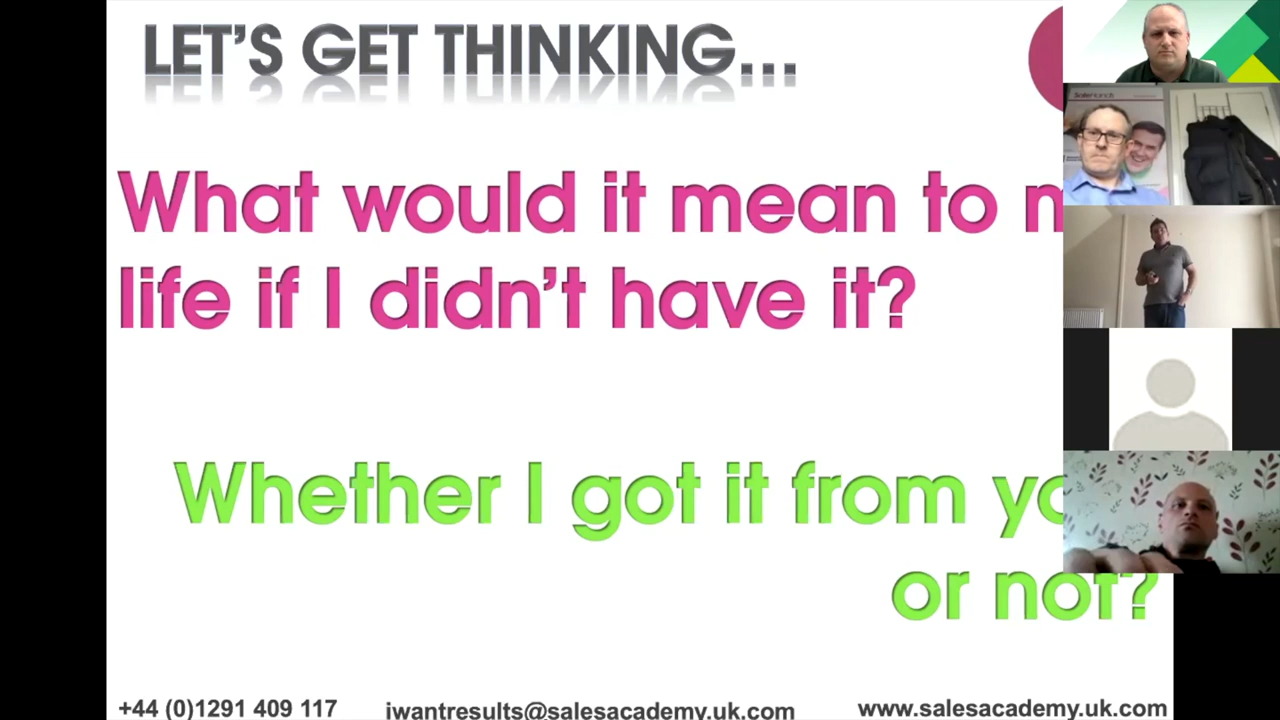 LET'S GET THINKING...
What would it mean to
life if I didn't have it?
Whether I got it from
or not?
+44 (0)1291 409 117 iwantresults@salesacademy.uk.com www.salesacademy.uk.com